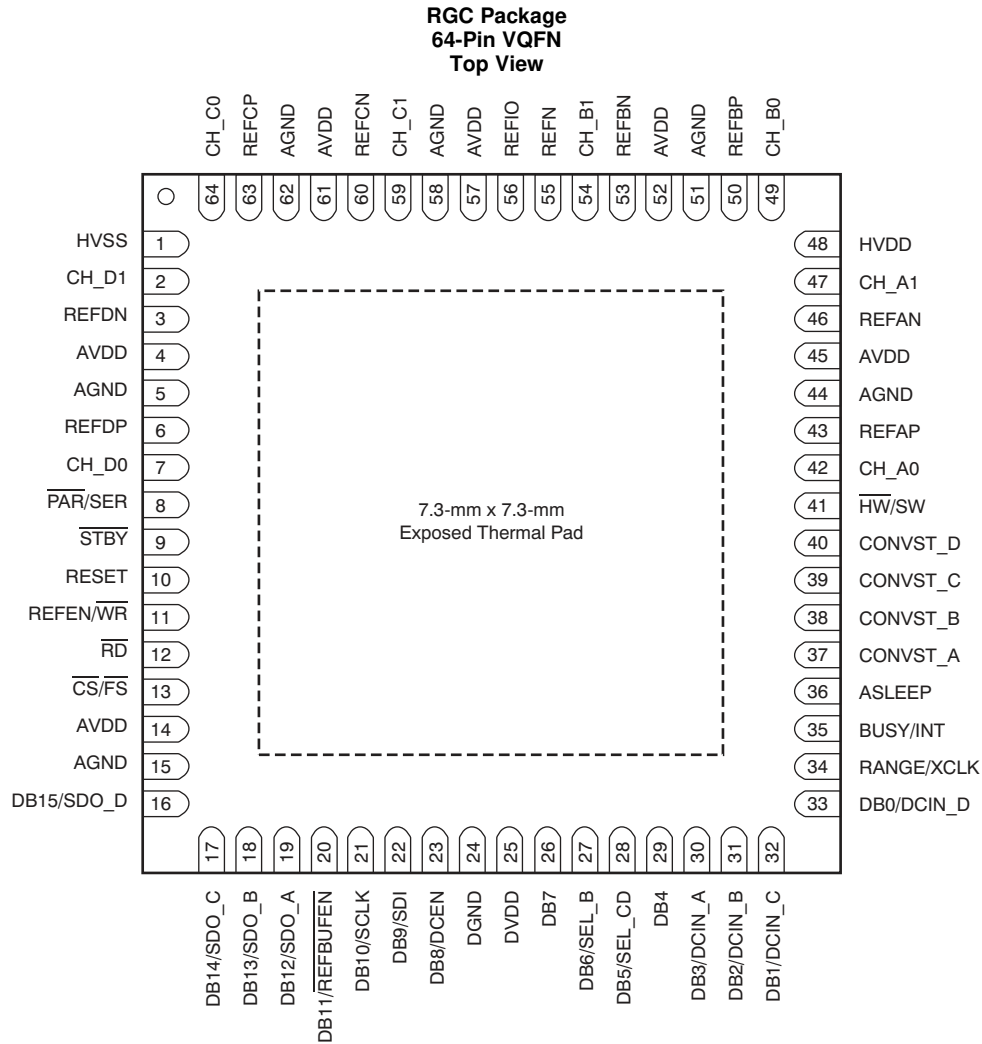 RGC Package
64-Pin VQFN
Top View
CH_C0
REFCP
AGND
AVDD
REFCN
CH_C1
AGND
AVDD
REFIO
REFN
CH_B1
REFBN
AVDD
AGND
REFBP
CH_B0
64
63
62
61
60
59
58
57
56
55
54
53
52
51
50
49
HVSS 1
CH_D1 2
REFDN 3
AVDD 4
AGND 5
REFDP 6
CH_D0 7
PAR/SER 8
STBY 9
RESET 10
REFEN/WR 11
RD 12
CS/FS 13
AVDD 14
AGND 15
DB15/SDO_D 16
7.3-mm x 7.3-mm
Exposed Thermal Pad
48 HVDD
47 CH_A1
46 REFAN
45 AVDD
44 AGND
43 REFAP
42 CH_A0
41 HW/SW
40 CONVST_D
39 CONVST_C
38 CONVST_B
37 CONVST_A
36 ASLEEP
35 BUSY/INT
34 RANGE/XCLK
33 DB0/DCIN_D
17
18
19
20
21
22
23
24
25
26
27
28
29
30
31
32
DB14/SDO_C
DB13/SDO_B
DB12/SDO_A
DB11/REFBUFEN
DB10/SCLK
DB9/SDI
DB8/DCEN
DGND
DVDD
DB7
DB6/SEL_B
DB5/SEL_CD
DB4
DB3/DCIN_A
DB2/DCIN_B
DB1/DCIN_C